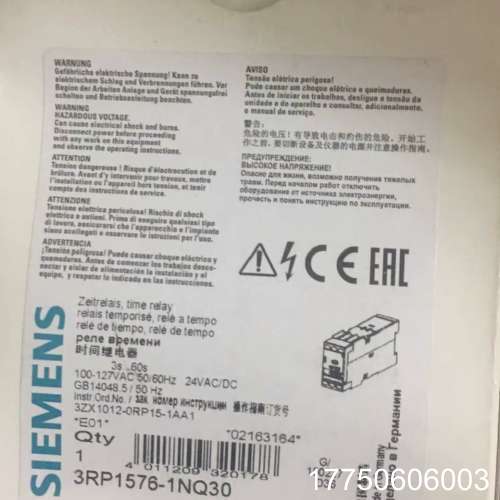 WARNUNG
Gefährliche elektrische Spannung! Kann zu
elektrischem Schlag und Verbrennungen führen. Vor
Beginn der Arbeiten Anlage und Gerät spannungsfrei
schalten und Betriebsanleitung beachten.
WARNING
HAZARDOUS VOLTAGE.
Can cause electrical shock and burns.
Disconnect power before proceeding
with any work on this equipment
and observe the operating instructions.
ATTENTION
Tension dangereuse ! Risque d'électrocution et de
brûlure. Avant d'y intervenir pour travaux, mettre
l'installation ou l'appareil hors tension, et tenir
compte des instructions de service.
ATTENZIONE
Tensione elettrica pericolosa! Rischio di shock
elettrico e ustioni. Prima di iniziare qualsiasi lavoro
assicurarsi che l'apparecchio e l'impianto
siano scollegati e osservare le istruzioni per l'uso.
ADVERTENCIA
¡Tensión peligrosa! Puede causar choque eléctrico y
quemaduras. Antes de comenzar los trabajos desco-
nectar y aislar de alimentación la instalación y el
equipo y respetar lo indicado en las instrucciones.
AVISO
Tensão elétrica perigosa!
Pode causar um choque elétrico e queimaduras.
Antes de iniciar os trabalhos, desligue a tensão da
unidade e do aparelho e consultar, atentamente,
o manual de serviço.
警告:
危险的电压!有导致电击和灼伤的危险。开始工
作之前,要切断设备及仪器的电源并注意操作指南。
ПРЕДУПРЕЖДЕНИЕ:
ВЫСОКОЕ НАПРЯЖЕНИЕ!
Опасно для жизни, возможно получение тяжелых
травм. Перед началом работ отключить
оборудование от источника электроэнергии,
прочесть и понять инструкцию по эксплуатации.
CE EAC
SIEMENS
Zeitrelais, time relay
relais temporisé, relé a tempo
relé de tiempo, relé de tempo
реле времени
时间继电器
3s...60s
100-127VAC 50/60Hz 24VAC/DC
GB14048.5 / 50 Hz
Instr.Ord.No./ зак. номер инструкции 操作指南订货号
3ZX1012-0RP15-1AA1
"E01" "02163164"
Qty
1
4 011209 320178
3RP1576-1NQ30
G/
17750606003